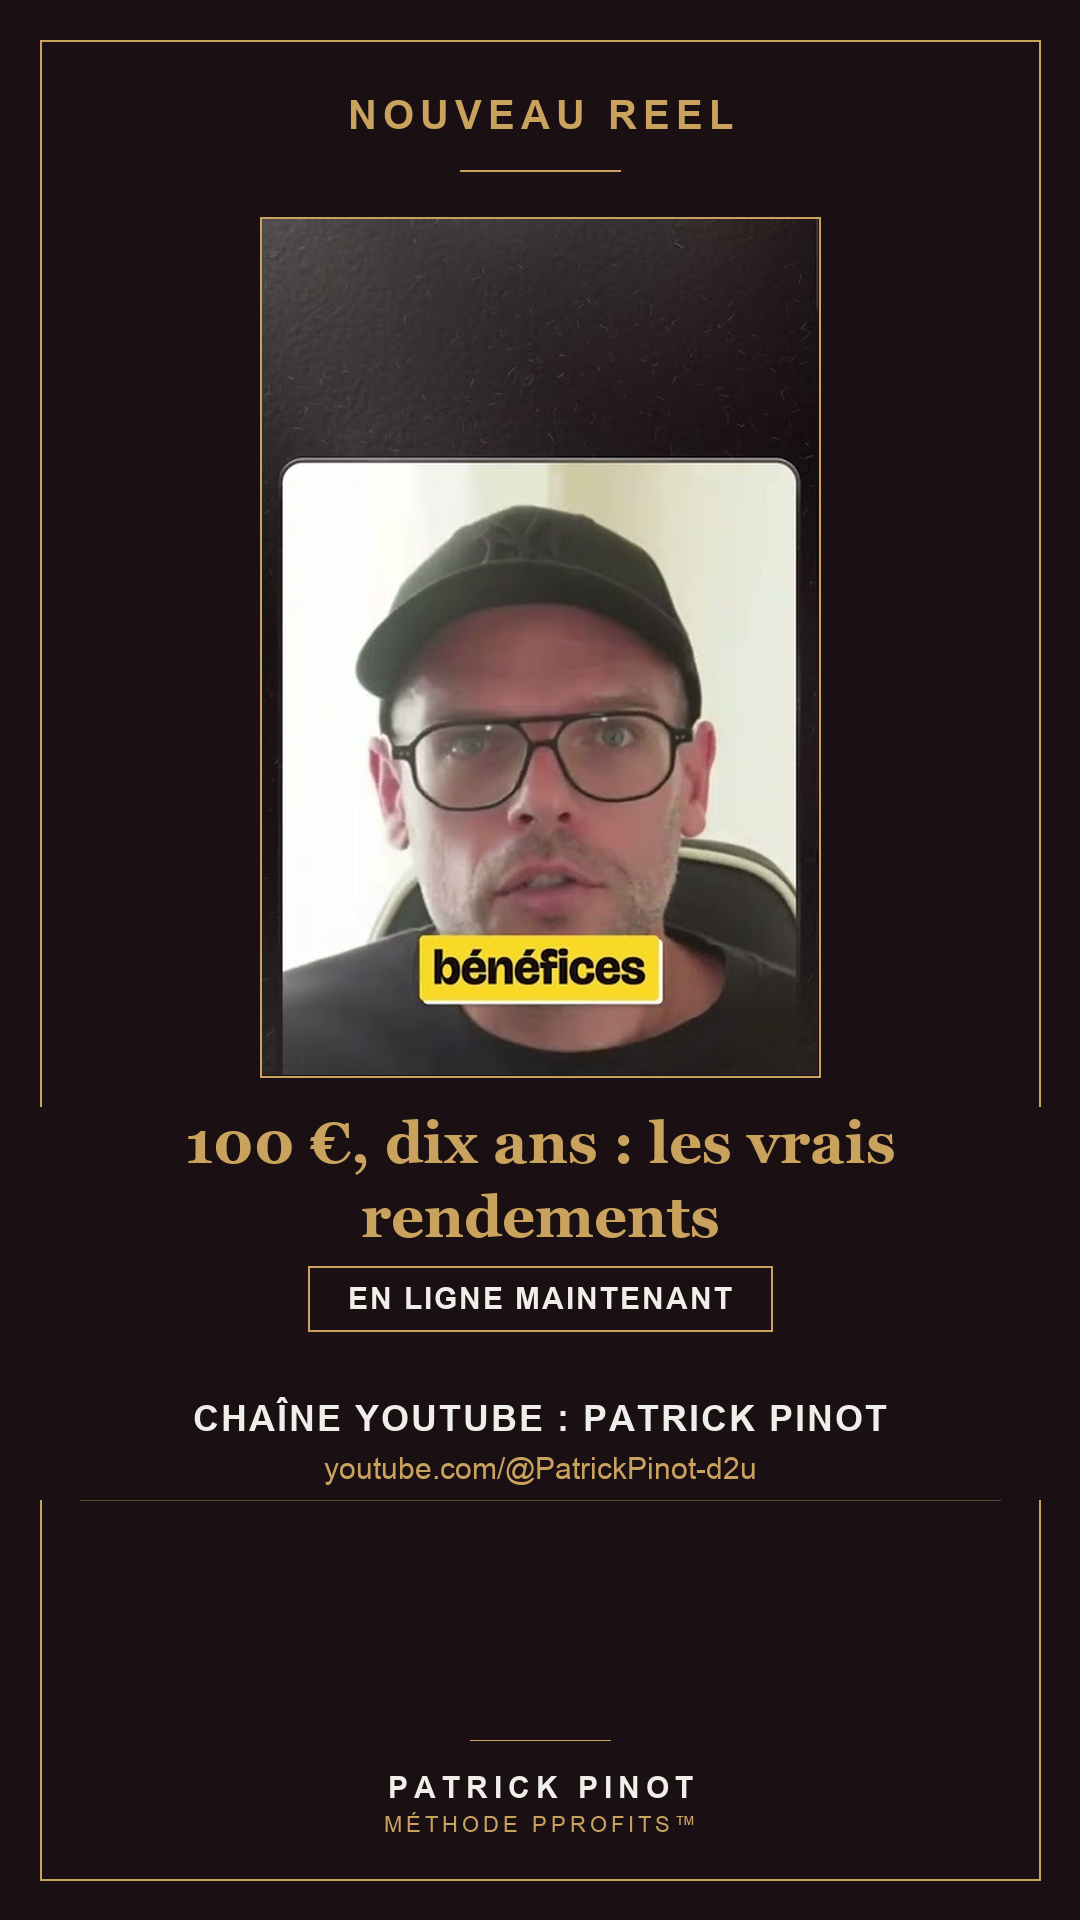 NOUVEAU REEL
bénéfices
100 €, dix ans : les vrais
rendements
EN LIGNE MAINTENANT
CHAÎNE YOUTUBE : PATRICK PINOT
youtube.com/@PatrickPinot-d2u
PATRICK PINOT
MÉTHODE PPROFITS™